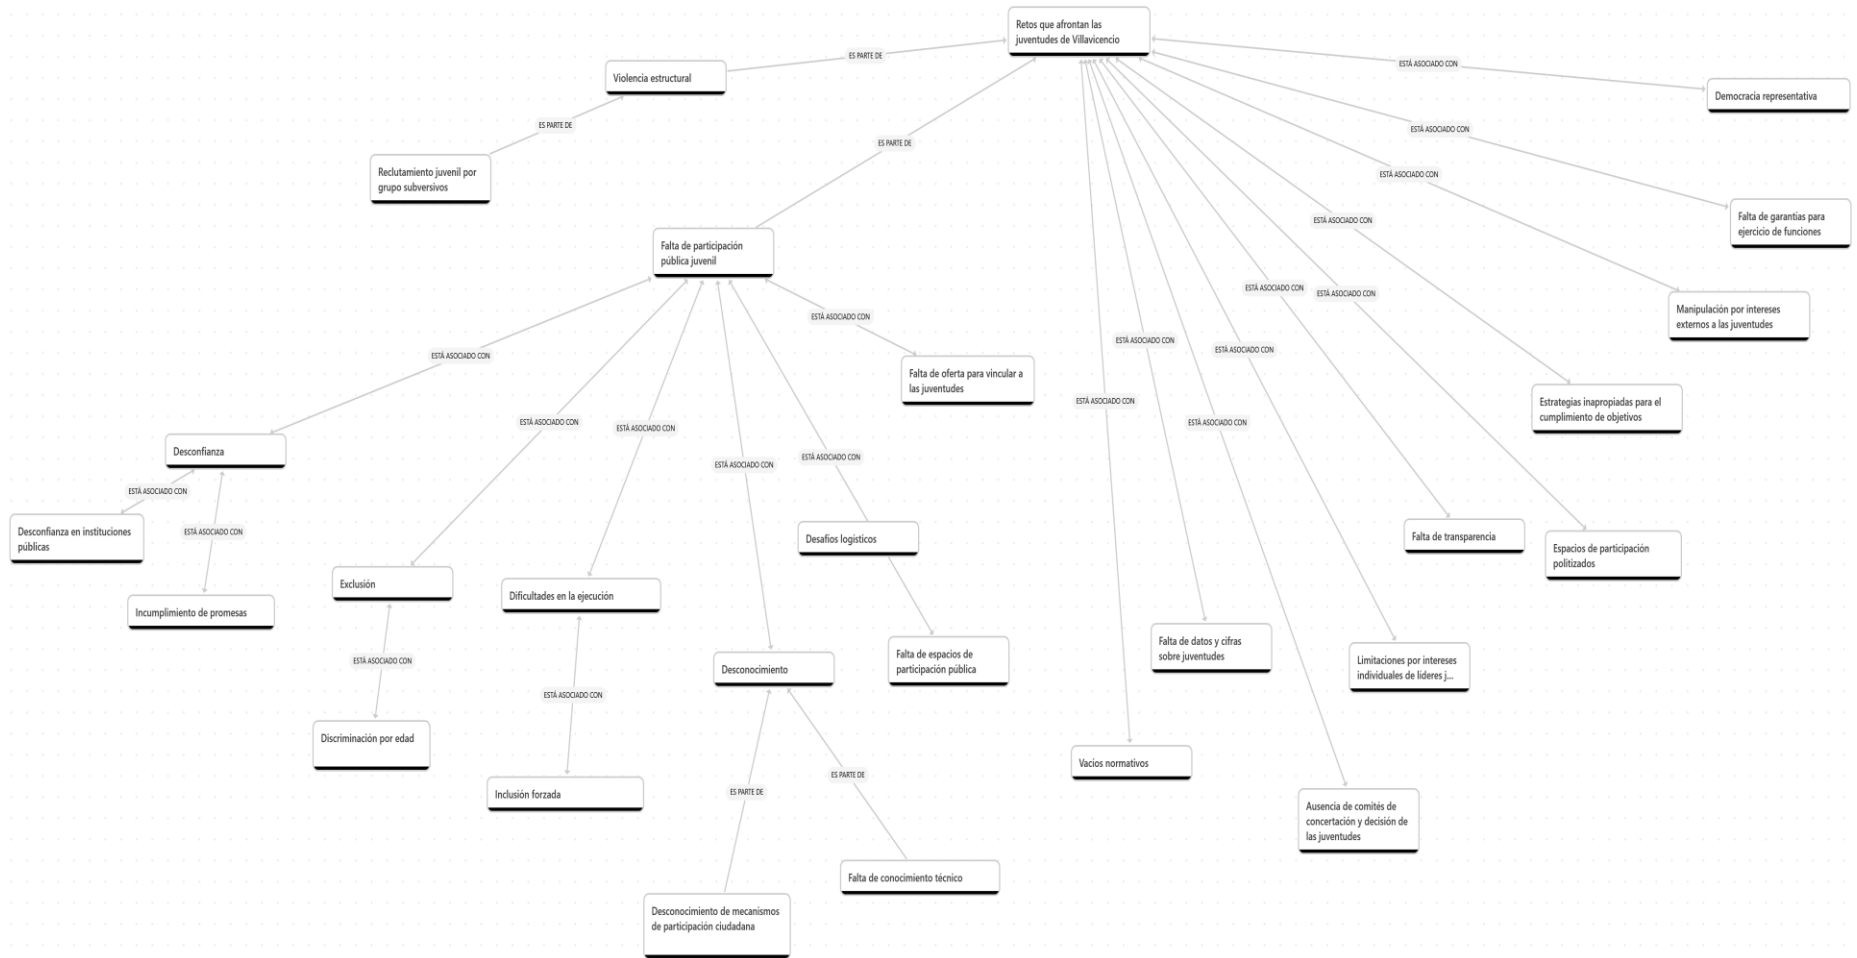 Retos que afrontan las
juventudes de Villavicencio
ES PARTE DE
ESTÁ ASOCIADO CON
Violencia estructural
Democracia representativa
ES PARTE DE
ESTÁ ASOCIADO CON
ES PARTE DE
Reclutamiento juvenil por
grupo subversivos
ESTÁ ASOCIADO CON
Falta de garantías para
ejercicio de funciones
ESTÁ ASOCIADO CON
Falta de participación
pública juvenil
ESTÁ ASOCIADO CON
ESTÁ ASOCIADO CON
Manipulación por intereses
externos a las juventudes
ESTÁ ASOCIADO CON
ESTÁ ASOCIADO CON
ESTÁ ASOCIADO CON
ESTÁ ASOCIADO CON
Falta de oferta para vincular a
las juventudes
Estrategias inapropiadas para el
cumplimiento de objetivos
ESTÁ ASOCIADO CON
ESTÁ ASOCIADO CON
ESTÁ ASOCIADO CON
ESTÁ ASOCIADO CON
Desconfianza
ESTÁ ASOCIADO CON
ESTÁ ASOCIADO CON
ESTÁ ASOCIADO CON
Desconfianza en instituciones
públicas
ESTÁ ASOCIADO CON
Desafíos logísticos
Falta de transparencia
Espacios de participación
politizados
Exclusión
Dificultades en la ejecución
Incumplimiento de promesas
Falta de datos y cifras
sobre juventudes
Falta de espacios de
participación pública
Limitaciones por intereses
individuales de líderes j...
ESTÁ ASOCIADO CON
Desconocimiento
ESTÁ ASOCIADO CON
Discriminación por edad
Vacíos normativos
ES PARTE DE
ES PARTE DE
Inclusión forzada
Ausencia de comités de
concertación y decisión de
las juventudes
Falta de conocimiento técnico
Desconocimiento de mecanismos
de participación ciudadana